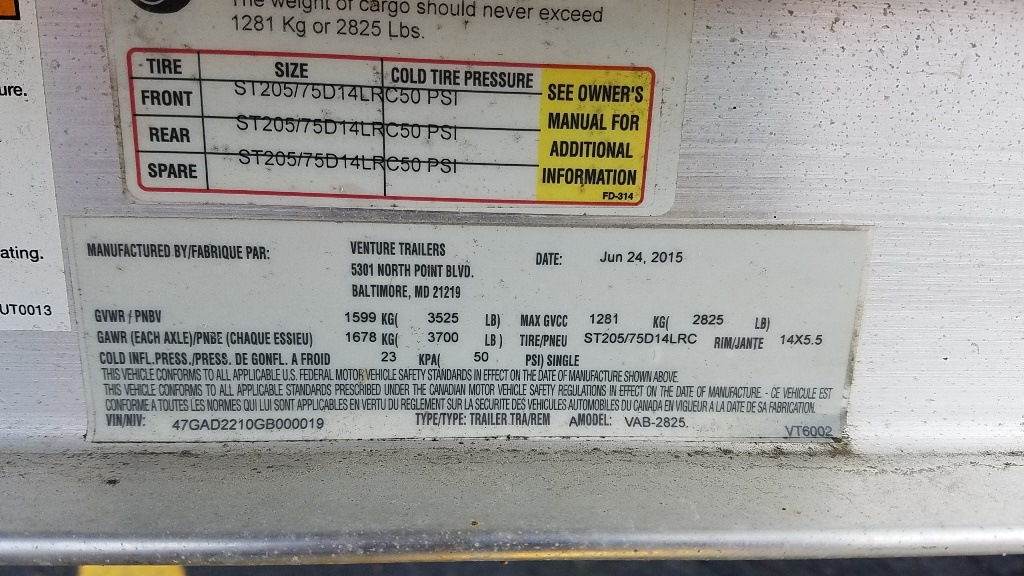 The weight of cargo should never exceed
1281 Kg or 2825 Lbs.
ure.
ating.
UT0013
TIRE SIZE COLD TIRE PRESSURE SEE OWNER'S
FRONT ST205/75D14LRC50 PSI MANUAL FOR
REAR ST205/75D14LRC50 PSI ADDITIONAL
SPARE ST205/75D14LRC50 PSI INFORMATION
FD-314
MANUFACTURED BY/FABRIQUE PAR: VENTURE TRAILERS DATE: Jun 24, 2015
5301 NORTH POINT BLVD.
BALTIMORE, MD 21219
GVWR / PNBV 1599 KG( 3525 LB) MAX GVCC 1281 KG( 2825 LB)
GAWR (EACH AXLE)/PNBE (CHAQUE ESSIEU) 1678 KG( 3700 LB ) TIRE/PNEU ST205/75D14LRC RIM/JANTE 14X5.5
COLD INFL.PRESS./PRESS. DE GONFL. A FROID 23 KPA( 50 PSI) SINGLE
THIS VEHICLE CONFORMS TO ALL APPLICABLE U.S. FEDERAL MOTOR VEHICLE SAFETY STANDARDS IN EFFECT ON THE DATE OF MANUFACTURE SHOWN ABOVE.
THIS VEHICLE CONFORMS TO ALL APPLICABLE STANDARDS PRESCRIBED UNDER THE CANADIAN MOTOR VEHICLE SAFETY REGULATIONS IN EFFECT ON THE DATE OF MANUFACTURE. - CE VEHICULE EST
CONFORME A TOUTES LES NORMES QUI LUI SONT APPLICABLES EN VERTU DU REGLEMENT SUR LA SECURITE DES VEHICULES AUTOMOBILES DU CANADA EN VIGUEUR A LA DATE DE SA FABRICATION.
VIN/NIV: 47GAD2210GB000019 TYPE/TYPE: TRAILER TRA/REM AMODEL: VAB-2825.
VT6002